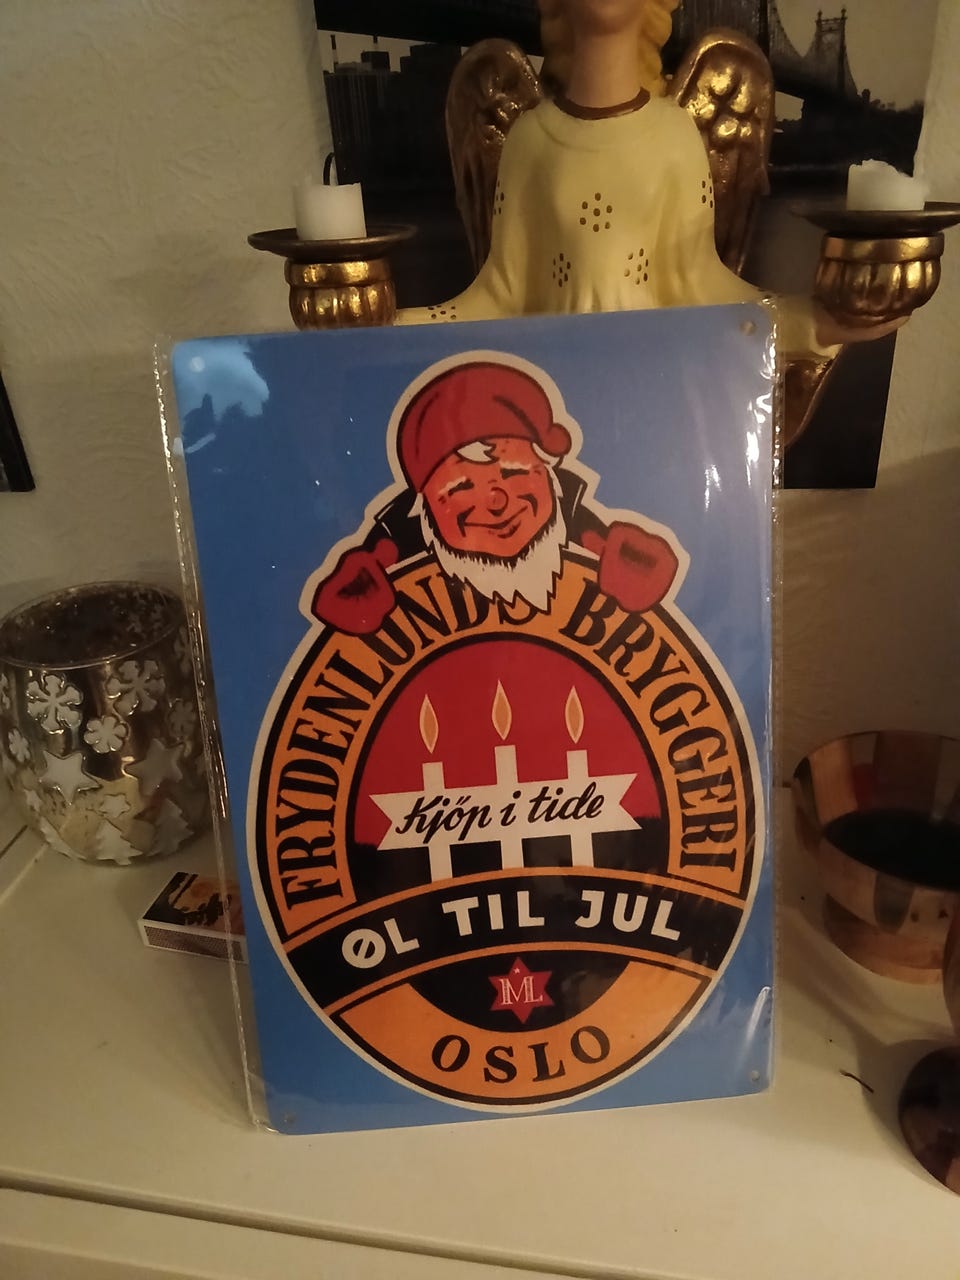 FRYDENLUNDS BRYGGERI
Kjöp i tide
ØL TIL JUL
ML
OSLO